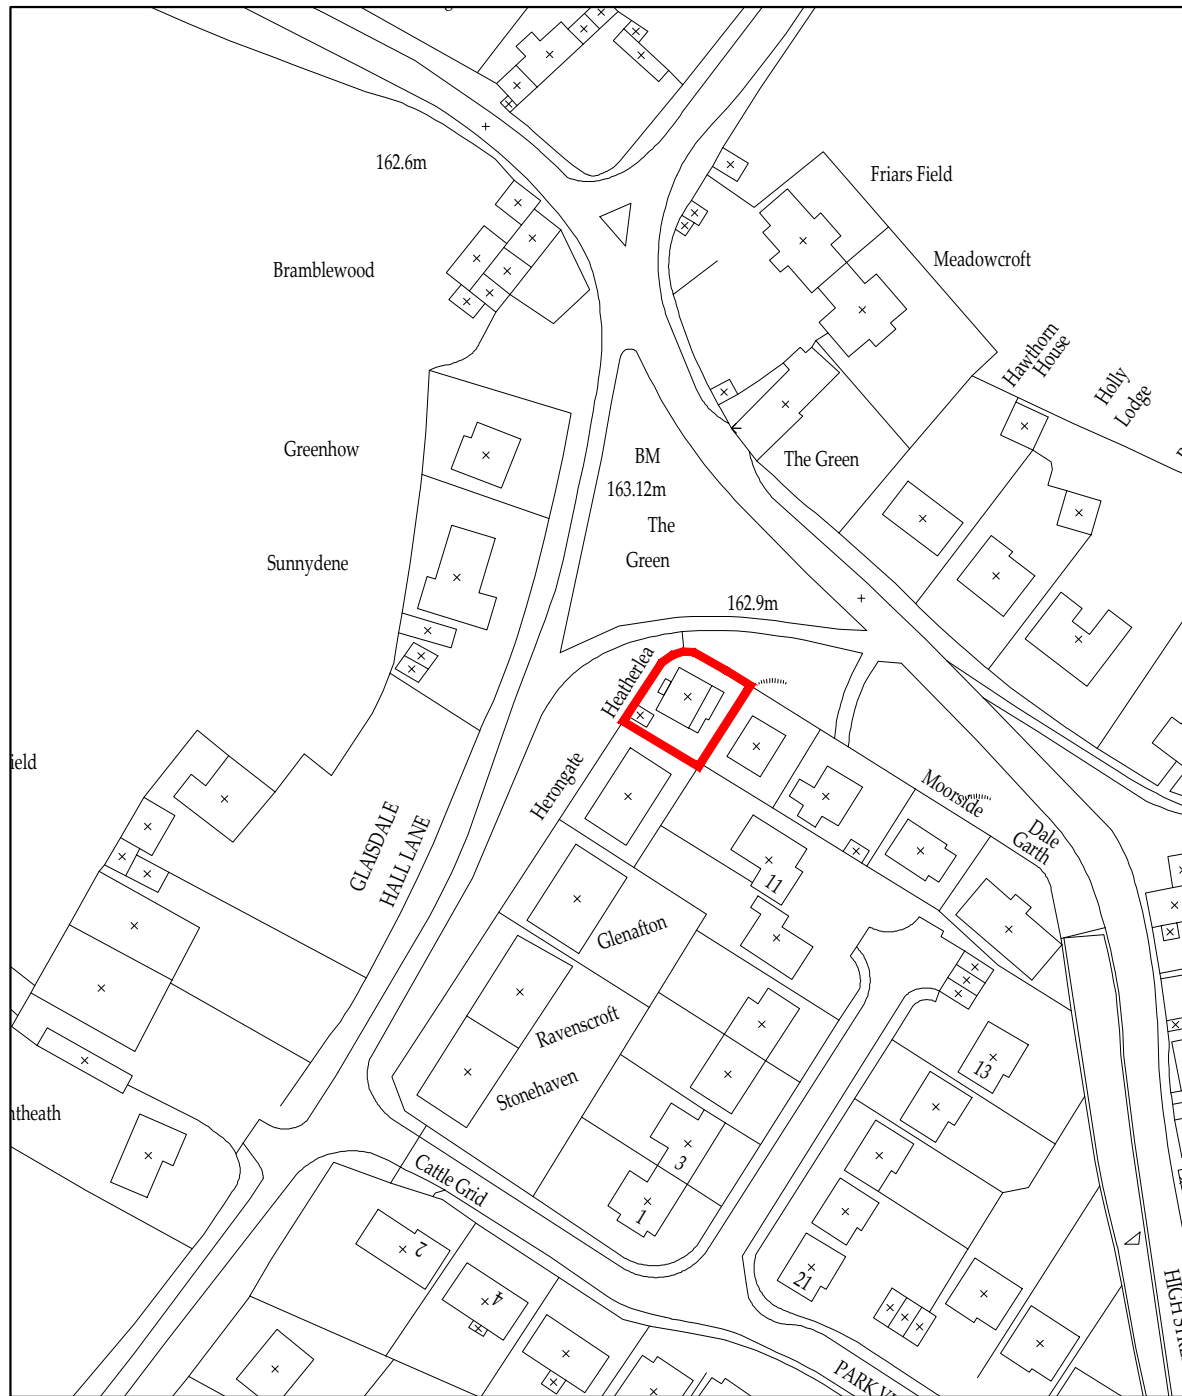 162.6m
Friars Field
Bramblewood
Meadowcroft
Hawthorn
House
Holly
Lodge
Greenhow
BM
163.12m
The Green
The
Green
Sunnydene
162.9m
Heatherlea
ield
Herongate
Moorside
Dale
Garth
GLAISDALE
HALL LANE
11
Glenafton
Ravenscroft
Stonehaven
13
ntheath
3
Cattle Grid
1
2
4
21
HIGH STRE
PARK VI